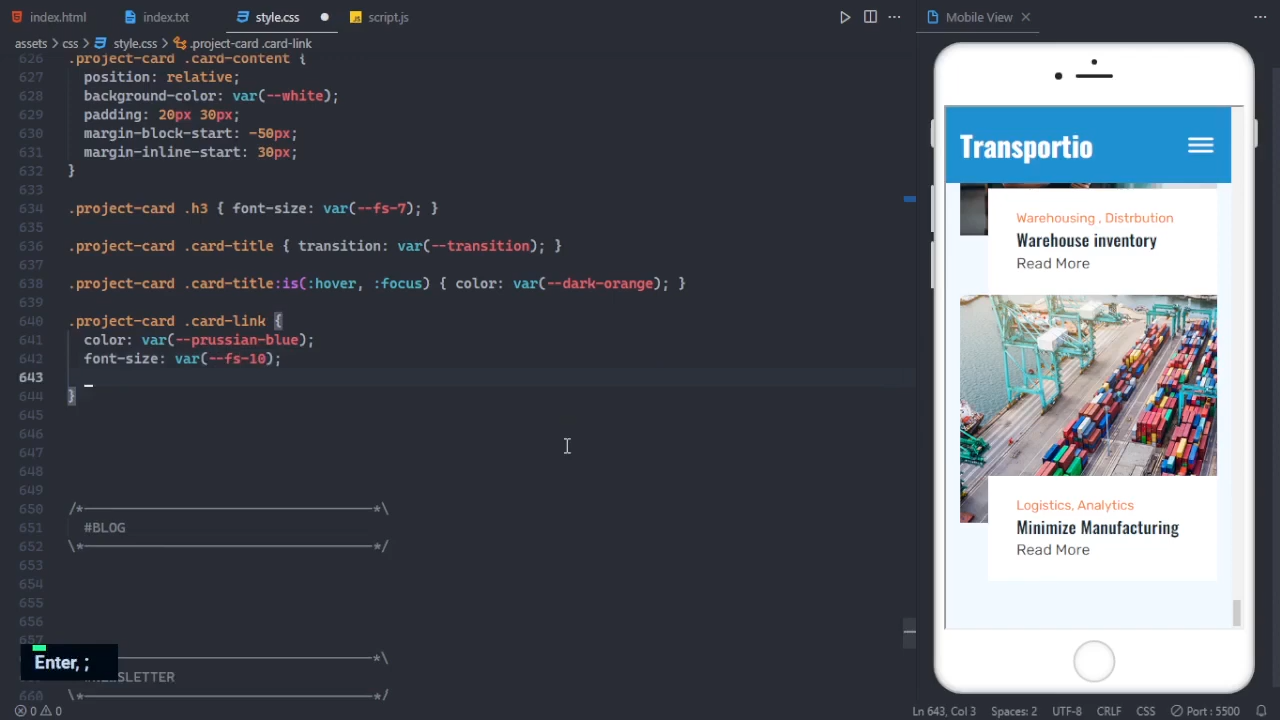 index.html
index.txt
style.css
script.js
Mobile View
assets > css > style.css > .project-card .card-link
626 .project-card .card-content {
627 position: relative;
628 background-color: var(--white);
629 padding: 20px 30px;
630 margin-block-start: -50px;
631 margin-inline-start: 30px;
632 }
633
634 .project-card .h3 { font-size: var(--fs-7); }
635
636 .project-card .card-title { transition: var(--transition); }
637
638 .project-card .card-title:is(:hover, :focus) { color: var(--dark-orange); }
639
640 .project-card .card-link {
641 color: var(--prussian-blue);
642 font-size: var(--fs-10);
643
644 }
645
646
647
648
649
650 /*-----------------------------------*\
651 #BLOG
652 \*-----------------------------------*/
653
654
655
656
657
-----------------------------------*\
SLETTER
660 \*-----------------------------------*/
Enter, ;
Transportio
Warehousing , Distrbution
Warehouse inventory
Read More
Logistics, Analytics
Minimize Manufacturing
Read More
0 0
Ln 643, Col 3
Spaces: 2
UTF-8
CRLF
CSS
Port : 5500